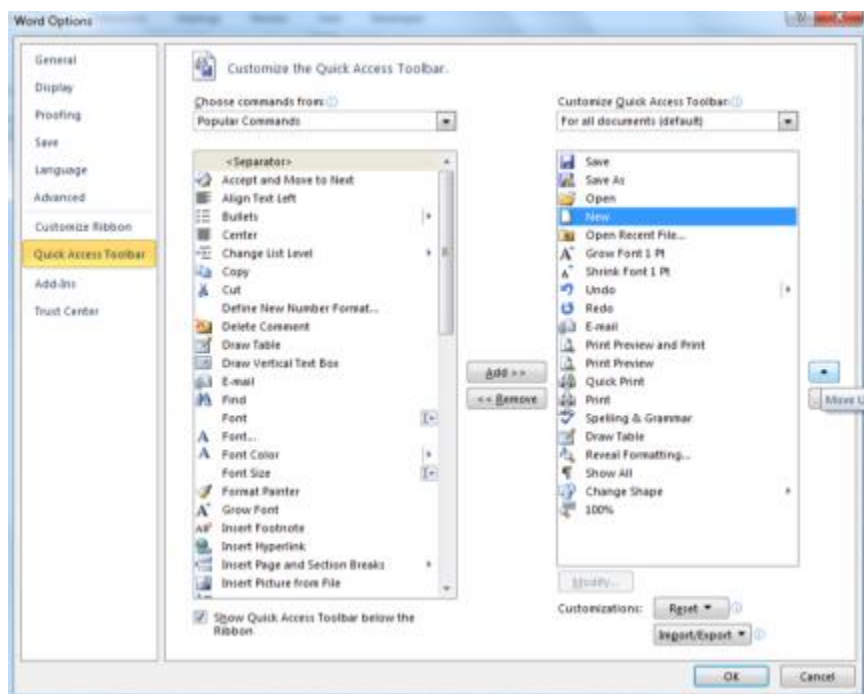 Word Options
General
Display
Proofing
Save
Language
Advanced
Customize Ribbon
Quick Access Toolbar
Add-Ins
Trust Center
Customize the Quick Access Toolbar.
Choose commands from:
Popular Commands
<Separator>
Accept and Move to Next
Align Text Left
Bullets
Center
Change List Level
Copy
Cut
Define New Number Format...
Delete Comment
Draw Table
Draw Vertical Text Box
E-mail
Find
Font
Font...
Font Color
Font Size
Format Painter
Grow Font
Insert Footnote
Insert Hyperlink
Insert Page and Section Breaks
Insert Picture from File
Show Quick Access Toolbar below the
Ribbon
Add >>
<< Remove
Customize Quick Access Toolbar:
For all documents (default)
Save
Save As
Open
New
Open Recent File...
Grow Font 1 Pt
Shrink Font 1 Pt
Undo
Redo
E-mail
Print Preview and Print
Print Preview
Quick Print
Print
Spelling & Grammar
Draw Table
Reveal Formatting...
Show All
Change Shape
100%
Move U
Modify...
Customizations:
Reset
Import/Export
OK
Cancel